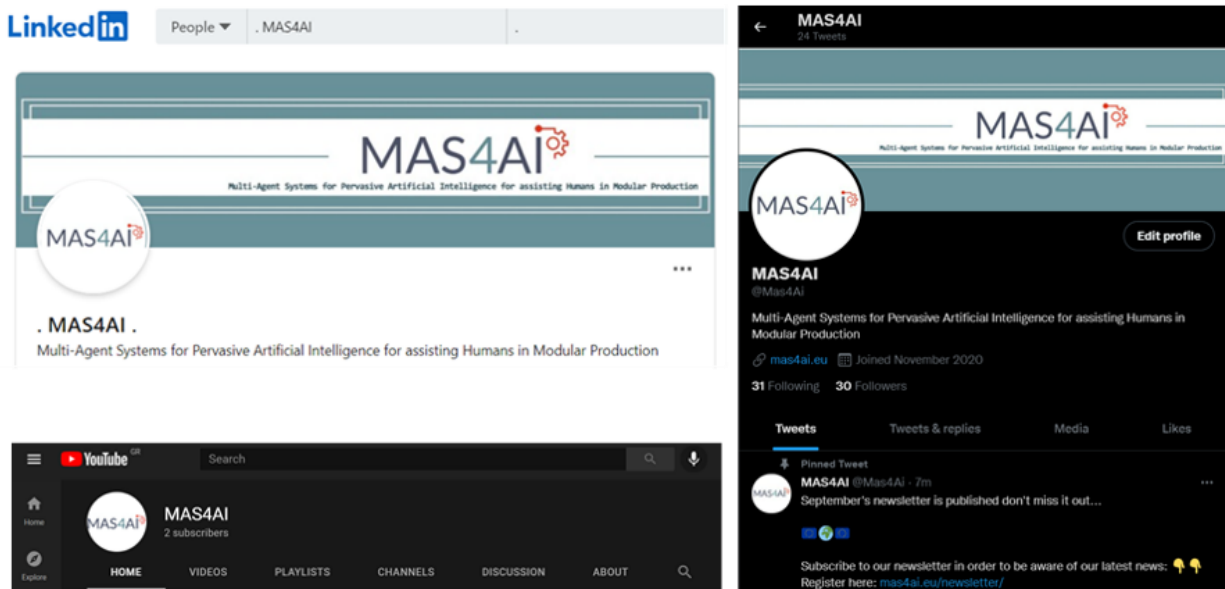 LinkedIn
People . MAS4AI .
MAS4AI
Multi-Agent Systems for Pervasive Artificial Intelligence for assisting Humans in Modular Production
MAS4AI
. MAS4AI .
Multi-Agent Systems for Pervasive Artificial Intelligence for assisting Humans in Modular Production
YouTube GR
Search
Home
Explore
MAS4AI
MAS4AI
2 subscribers
HOME VIDEOS PLAYLISTS CHANNELS DISCUSSION ABOUT
MAS4AI
24 Tweets
MAS4AI
Multi-Agent Systems for Pervasive Artificial Intelligence for assisting Humans in Modular Production
MAS4AI
Edit profile
MAS4AI
@Mas4Ai
Multi-Agent Systems for Pervasive Artificial Intelligence for assisting Humans in
Modular Production
mas4ai.eu Joined November 2020
31 Following 30 Followers
Tweets Tweets & replies Media Likes
Pinned Tweet
MAS4AI
MAS4AI @Mas4Ai · 7m
September's newsletter is published don't miss it out...
🇪🇺🌍🇪🇺
Subscribe to our newsletter in order to be aware of our latest news: 👇👇
Register here: mas4ai.eu/newsletter/